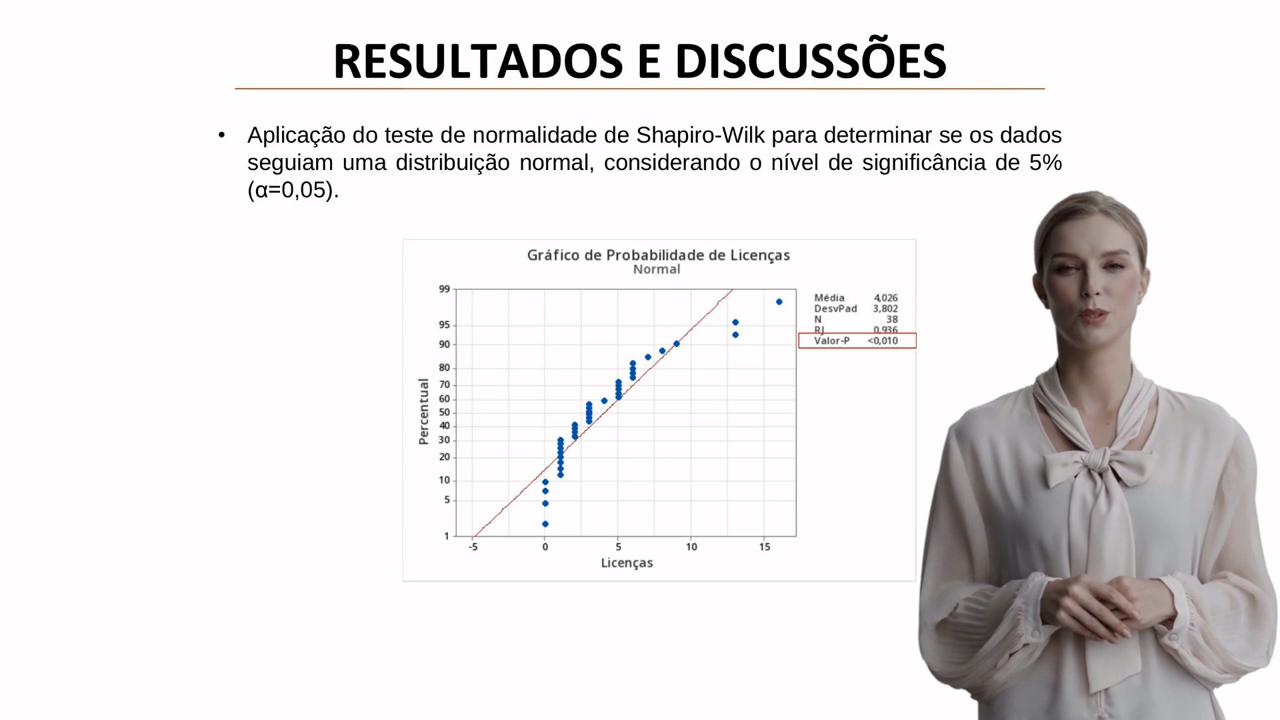 RESULTADOS E DISCUSSÕES
• Aplicação do teste de normalidade de Shapiro-Wilk para determinar se os dados
seguiam uma distribuição normal, considerando o nível de significância de 5%
(α=0,05).
Gráfico de Probabilidade de Licenças
Normal
99
95
90
80
70
60
50
40
30
20
10
5
1
Percentual
-5 0 5 10 15
Licenças
Média 4,026
DesvPad 3,802
N 38
RJ 0,936
Valor-P <0,010